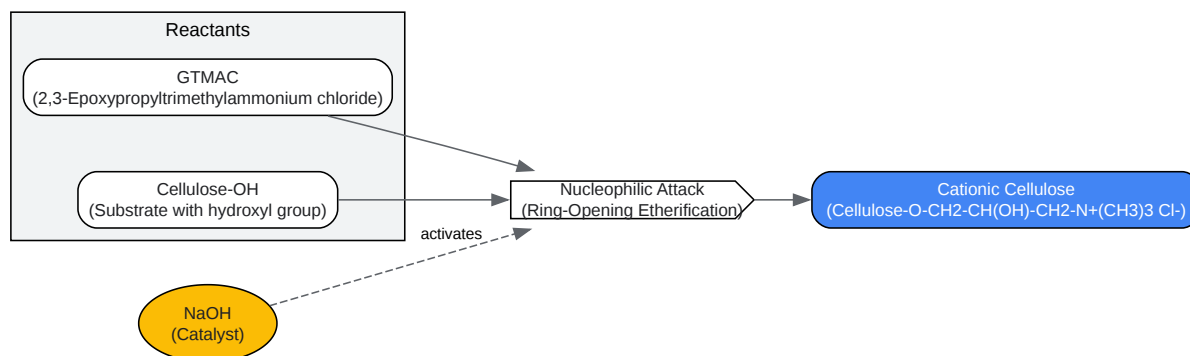 Reactants
GTMAC
(2,3-Epoxypropyltrimethylammonium chloride)
Cellulose-OH
(Substrate with hydroxyl group)
Nucleophilic Attack
(Ring-Opening Etherification)
Cationic Cellulose
(Cellulose-O-CH2-CH(OH)-CH2-N+(CH3)3 Cl-)
activates
NaOH
(Catalyst)